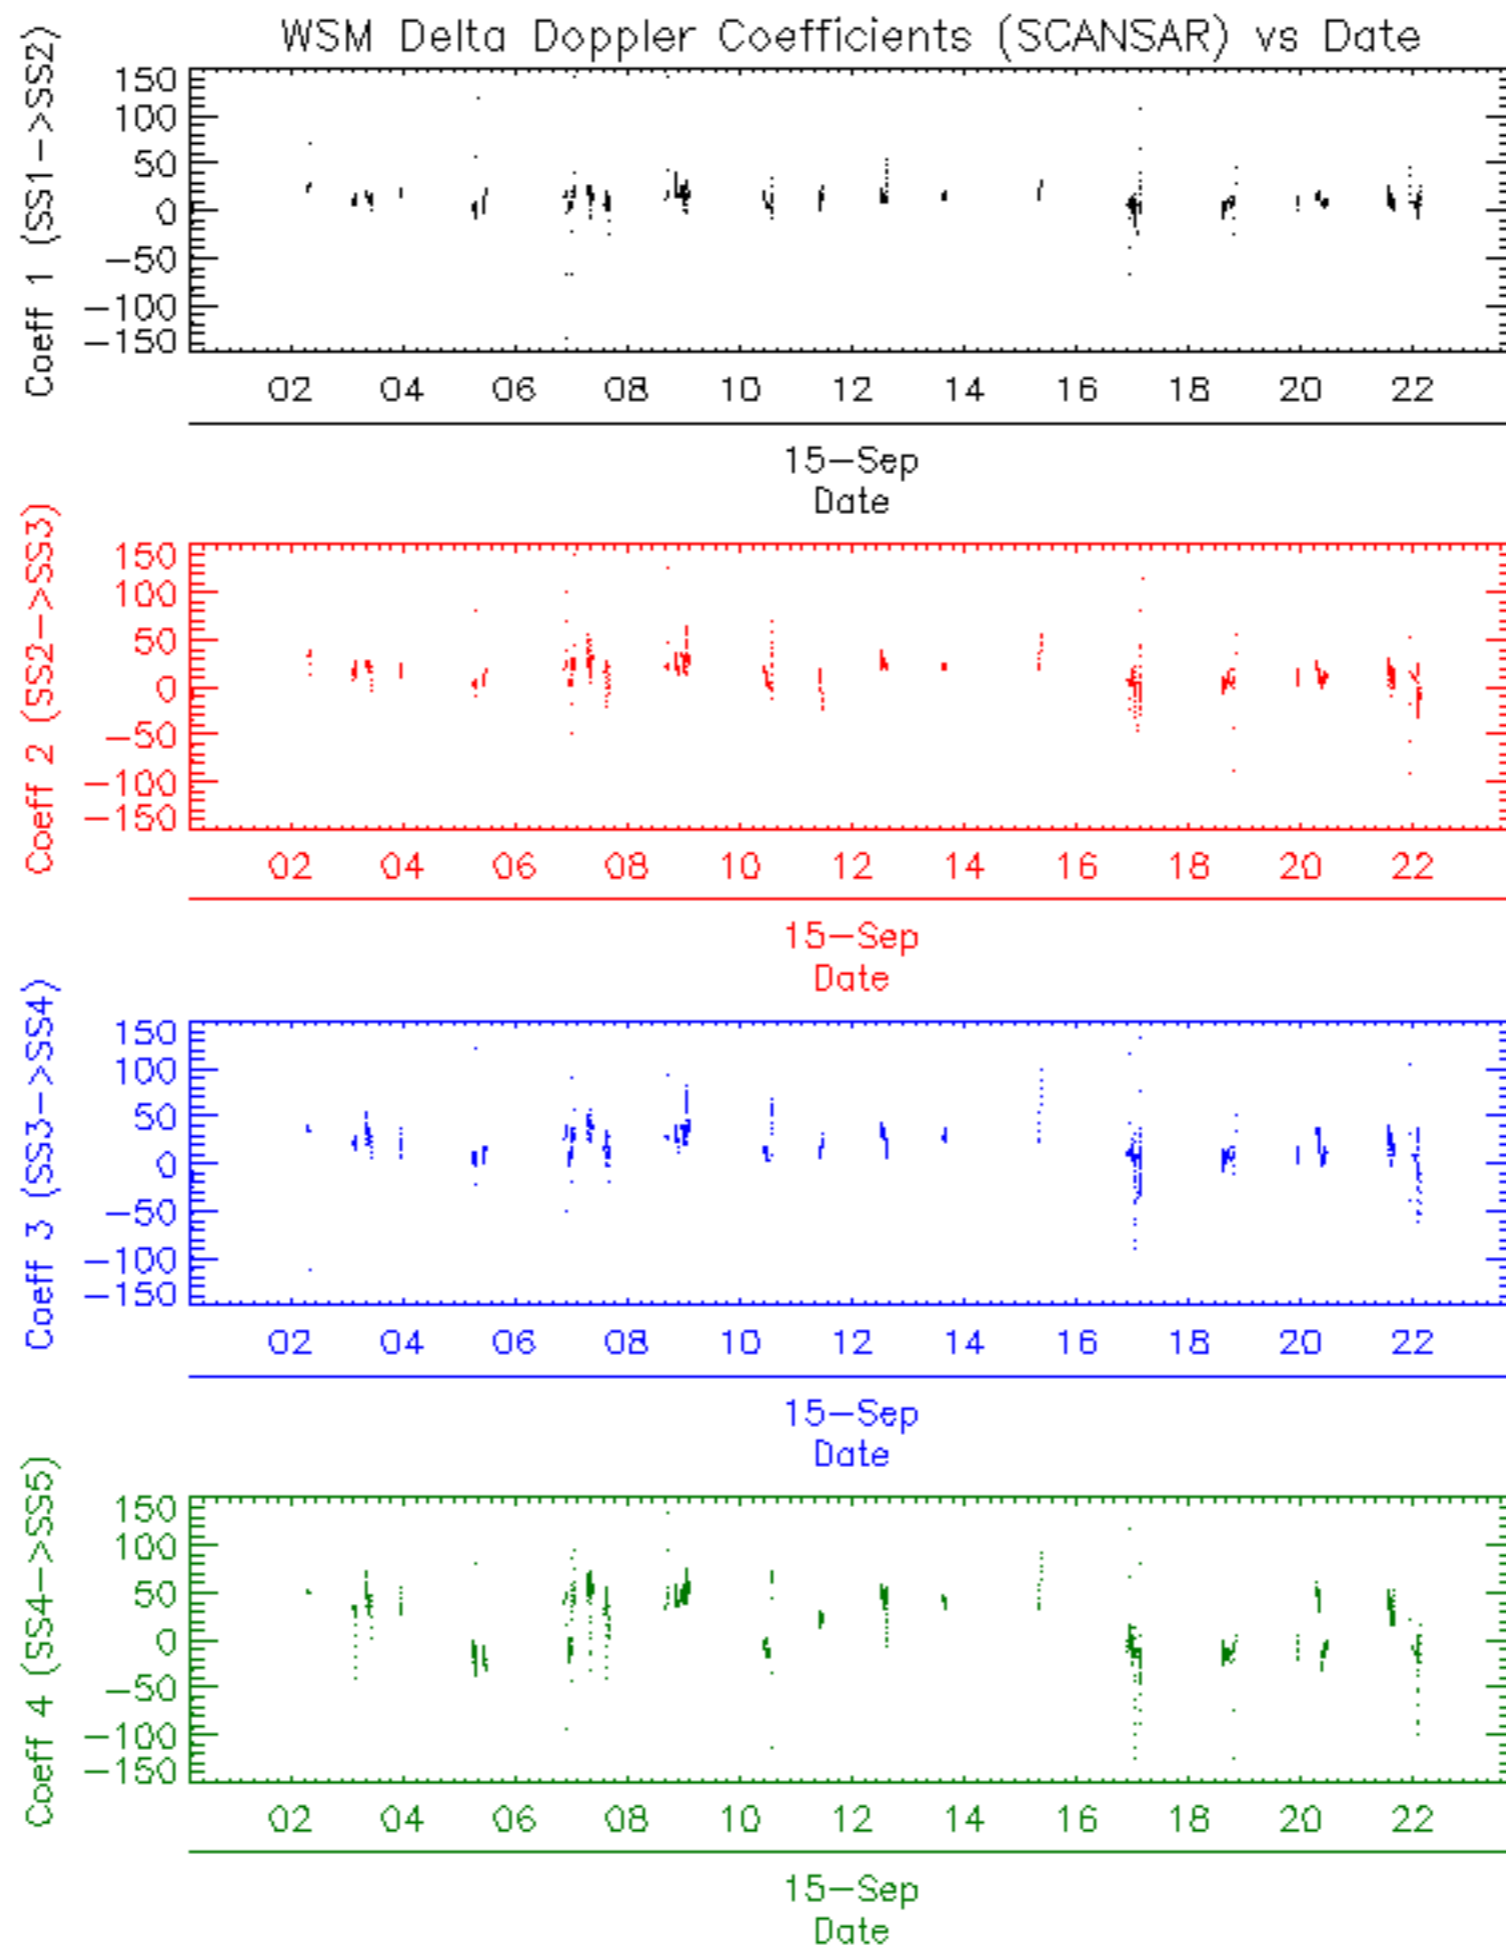 WSM Delta Doppler Coefficients (SCANSAR) vs Date
Coeff 1 (SS1->SS2)
150
100
50
0
-50
-100
-150
02 04 06 08 10 12 14 16 18 20 22
15-Sep
Date
Coeff 2 (SS2->SS3)
150
100
50
0
-50
-100
-150
02 04 06 08 10 12 14 16 18 20 22
15-Sep
Date
Coeff 3 (SS3->SS4)
150
100
50
0
-50
-100
-150
02 04 06 08 10 12 14 16 18 20 22
15-Sep
Date
Coeff 4 (SS4->SS5)
150
100
50
0
-50
-100
-150
02 04 06 08 10 12 14 16 18 20 22
15-Sep
Date